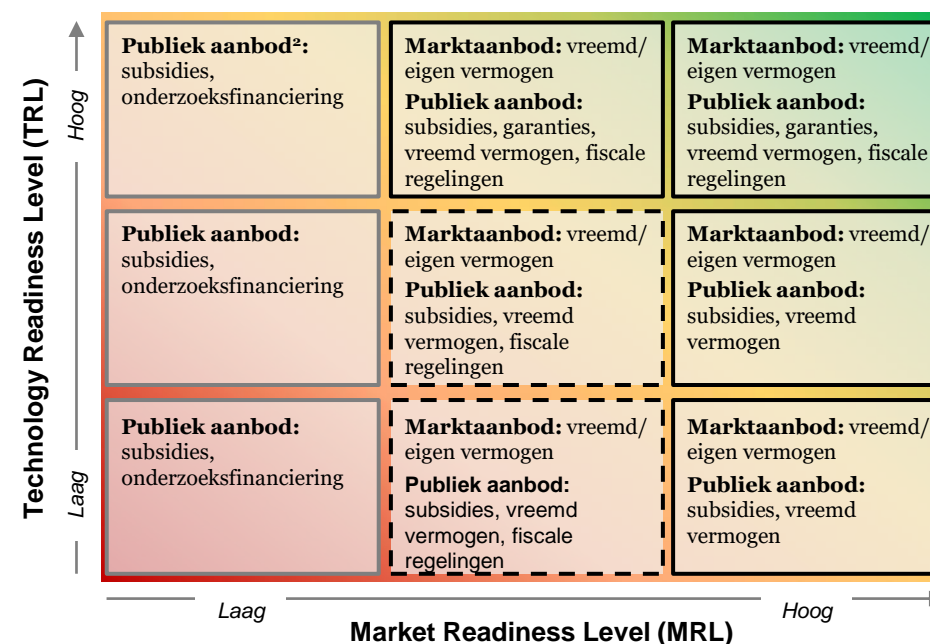 Technology Readiness Level (TRL)
Hoog
Laag
Publiek aanbod²:
subsidies,
onderzoeksfinanciering
Marktaanbod: vreemd/
eigen vermogen
Publiek aanbod:
subsidies, garanties,
vreemd vermogen, fiscale
regelingen
Marktaanbod: vreemd/
eigen vermogen
Publiek aanbod:
subsidies, garanties,
vreemd vermogen, fiscale
regelingen
Publiek aanbod:
subsidies,
onderzoeksfinanciering
Marktaanbod: vreemd/
eigen vermogen
Publiek aanbod:
subsidies, vreemd
vermogen, fiscale
regelingen
Marktaanbod: vreemd/
eigen vermogen
Publiek aanbod:
subsidies, vreemd
vermogen
Publiek aanbod:
subsidies,
onderzoeksfinanciering
Marktaanbod: vreemd/
eigen vermogen
Publiek aanbod:
subsidies, vreemd
vermogen, fiscale
regelingen
Marktaanbod: vreemd/
eigen vermogen
Publiek aanbod:
subsidies, vreemd
vermogen
Laag
Hoog
Market Readiness Level (MRL)